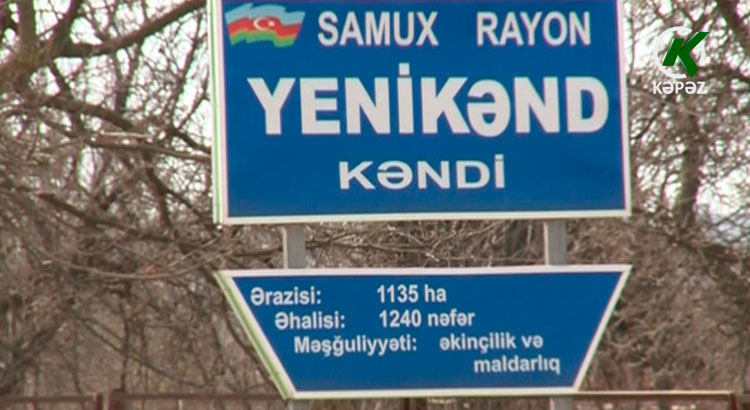 SAMUX RAYON
YENİKƏND
KƏNDİ
Ərazisi: 1135 ha
Əhalisi: 1240 nəfər
Məşğuliyyəti: əkinçilik və
maldarlıq
K
KƏPƏZ